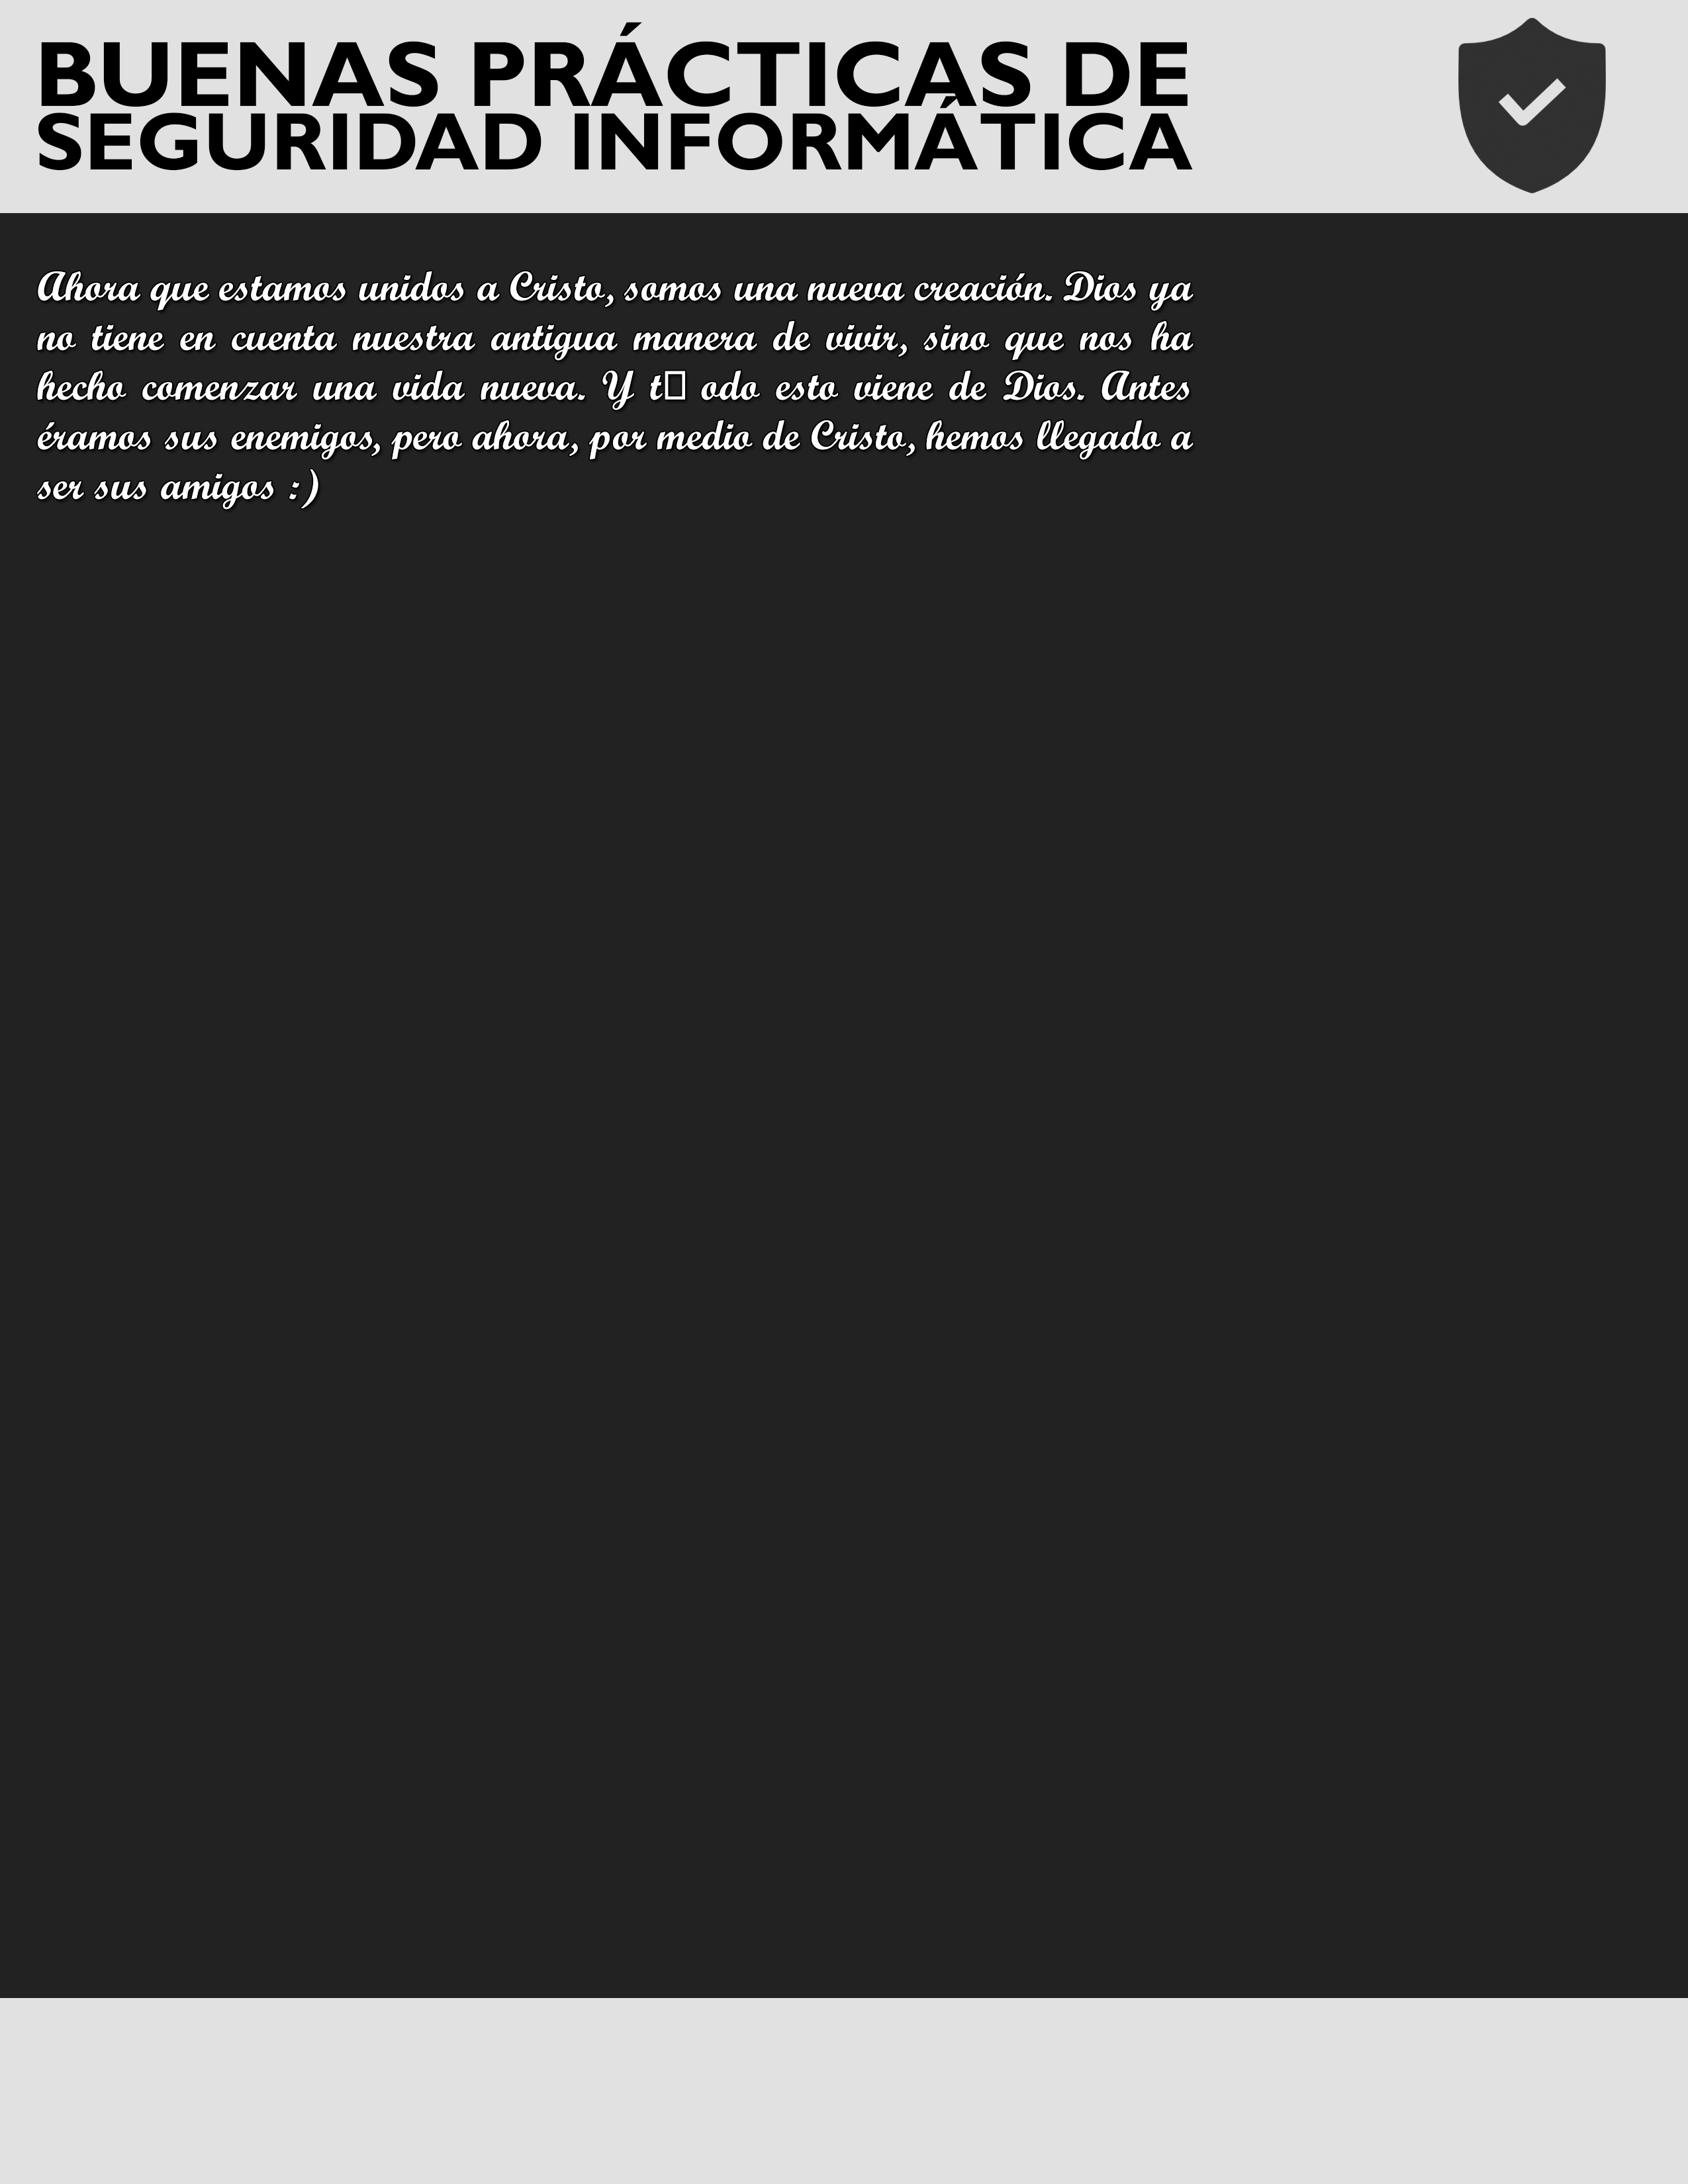 BUENAS PRÁCTICAS DE
SEGURIDAD INFORMÁTICA
Ahora que estamos unidos a Cristo, somos una nueva creación. Dios ya
no tiene en cuenta nuestra antigua manera de vivir, sino que nos ha
hecho comenzar una vida nueva. Y t□ odo esto viene de Dios. Antes
éramos sus enemigos, pero ahora, por medio de Cristo, hemos llegado a
ser sus amigos :)